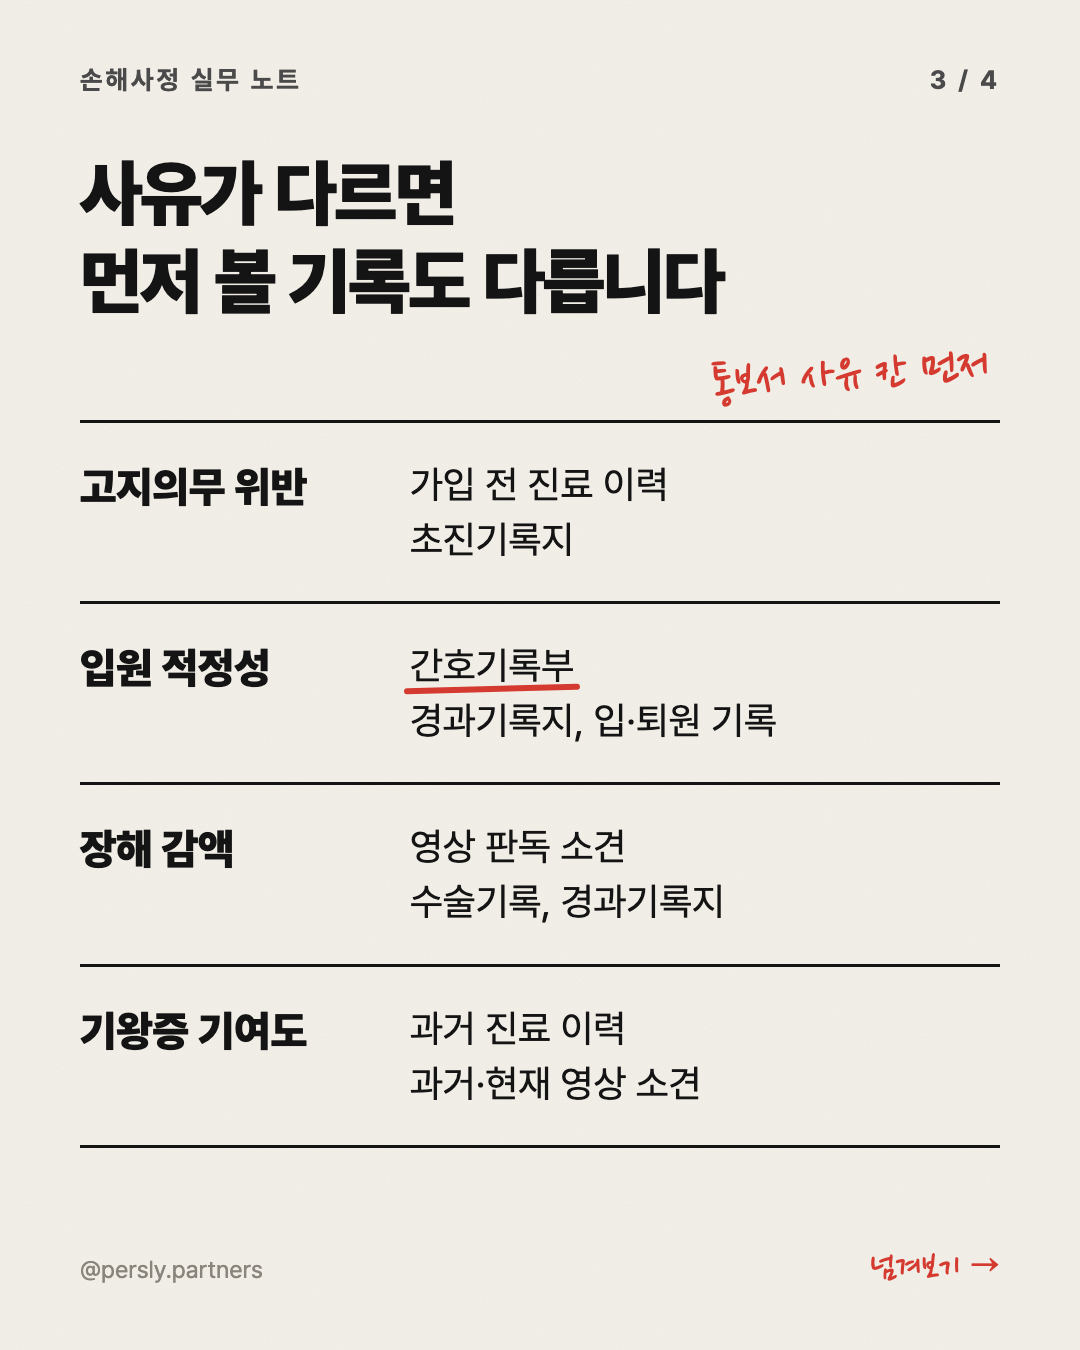 손해사정 실무 노트
3 / 4
사유가 다르면
먼저 볼 기록도 다릅니다
통보서 사유 칸 먼저
고지의무 위반
가입 전 진료 이력
초진기록지
입원 적정성
간호기록부
경과기록지, 입·퇴원 기록
장해 감액
영상 판독 소견
수술기록, 경과기록지
기왕증 기여도
과거 진료 이력
과거·현재 영상 소견
@persly.partners
넘겨보기 →